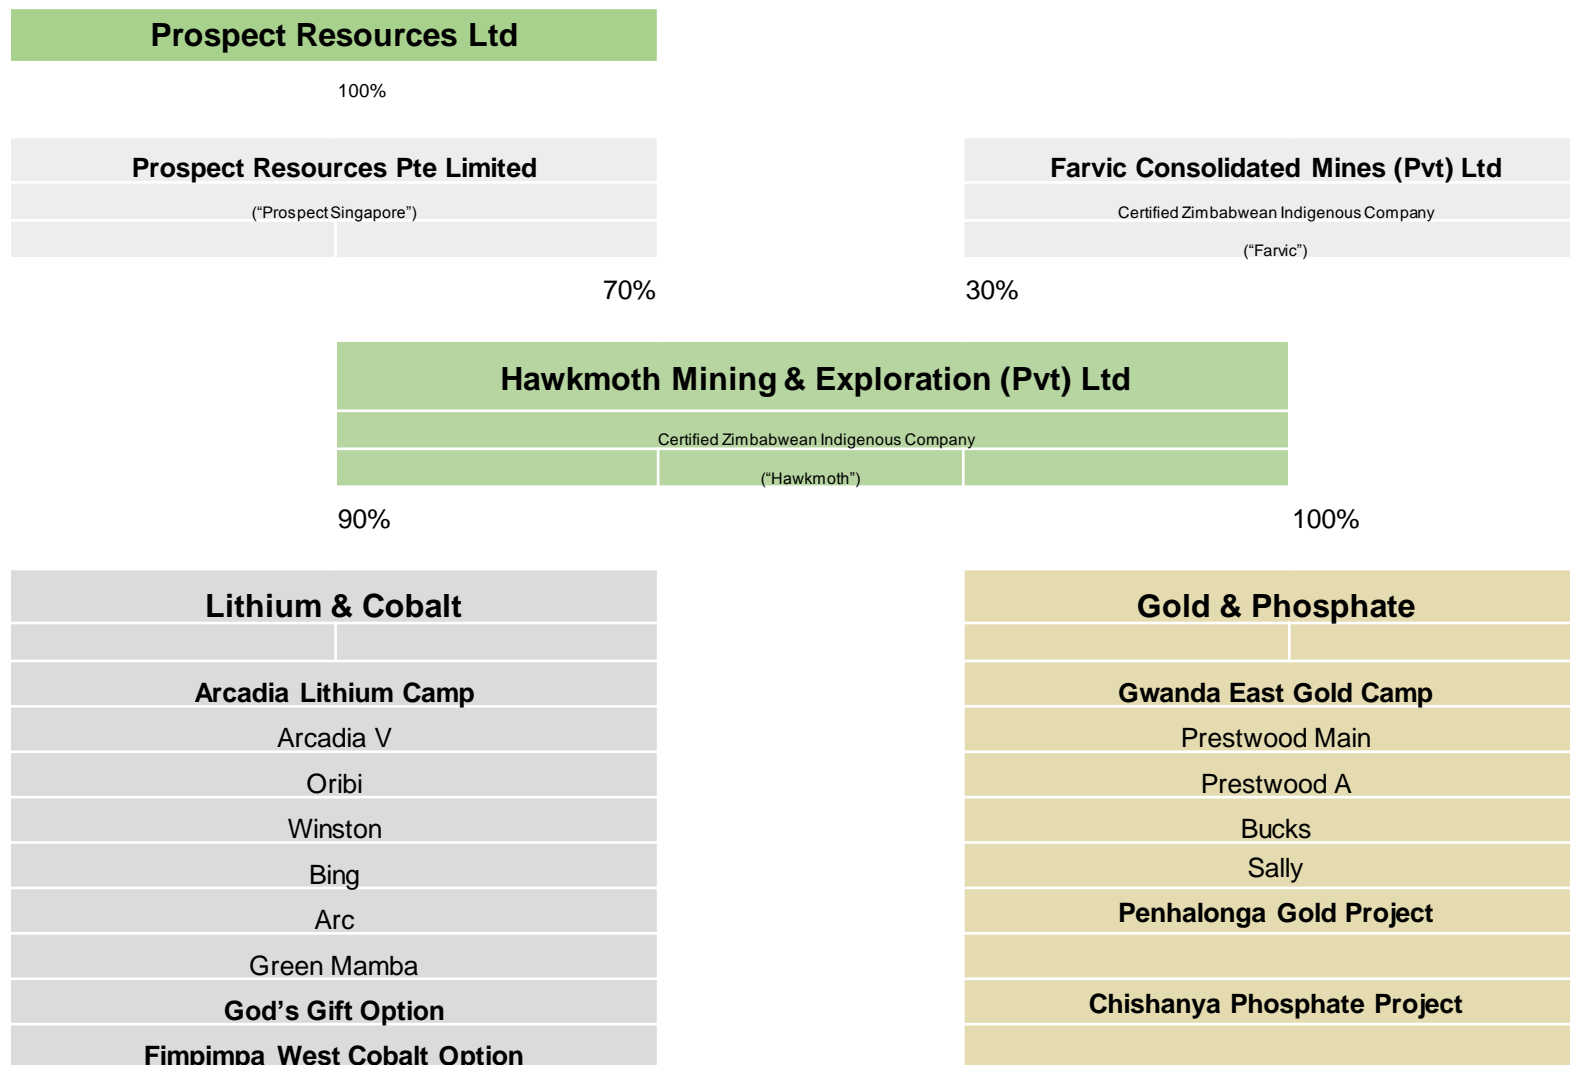 Prospect Resources Ltd
100%
Prospect Resources Pte Limited
(“Prospect Singapore”)
Farvic Consolidated Mines (Pvt) Ltd
Certified Zimbabwean Indigenous Company
(“Farvic”)
70%
30%
Hawkmoth Mining & Exploration (Pvt) Ltd
Certified Zimbabwean Indigenous Company
(“Hawkmoth”)
90%
100%
Lithium & Cobalt
Arcadia Lithium Camp
Arcadia V
Oribi
Winston
Bing
Arc
Green Mamba
God’s Gift Option
Fimpimpa West Cobalt Option
Gold & Phosphate
Gwanda East Gold Camp
Prestwood Main
Prestwood A
Bucks
Sally
Penhalonga Gold Project
Chishanya Phosphate Project